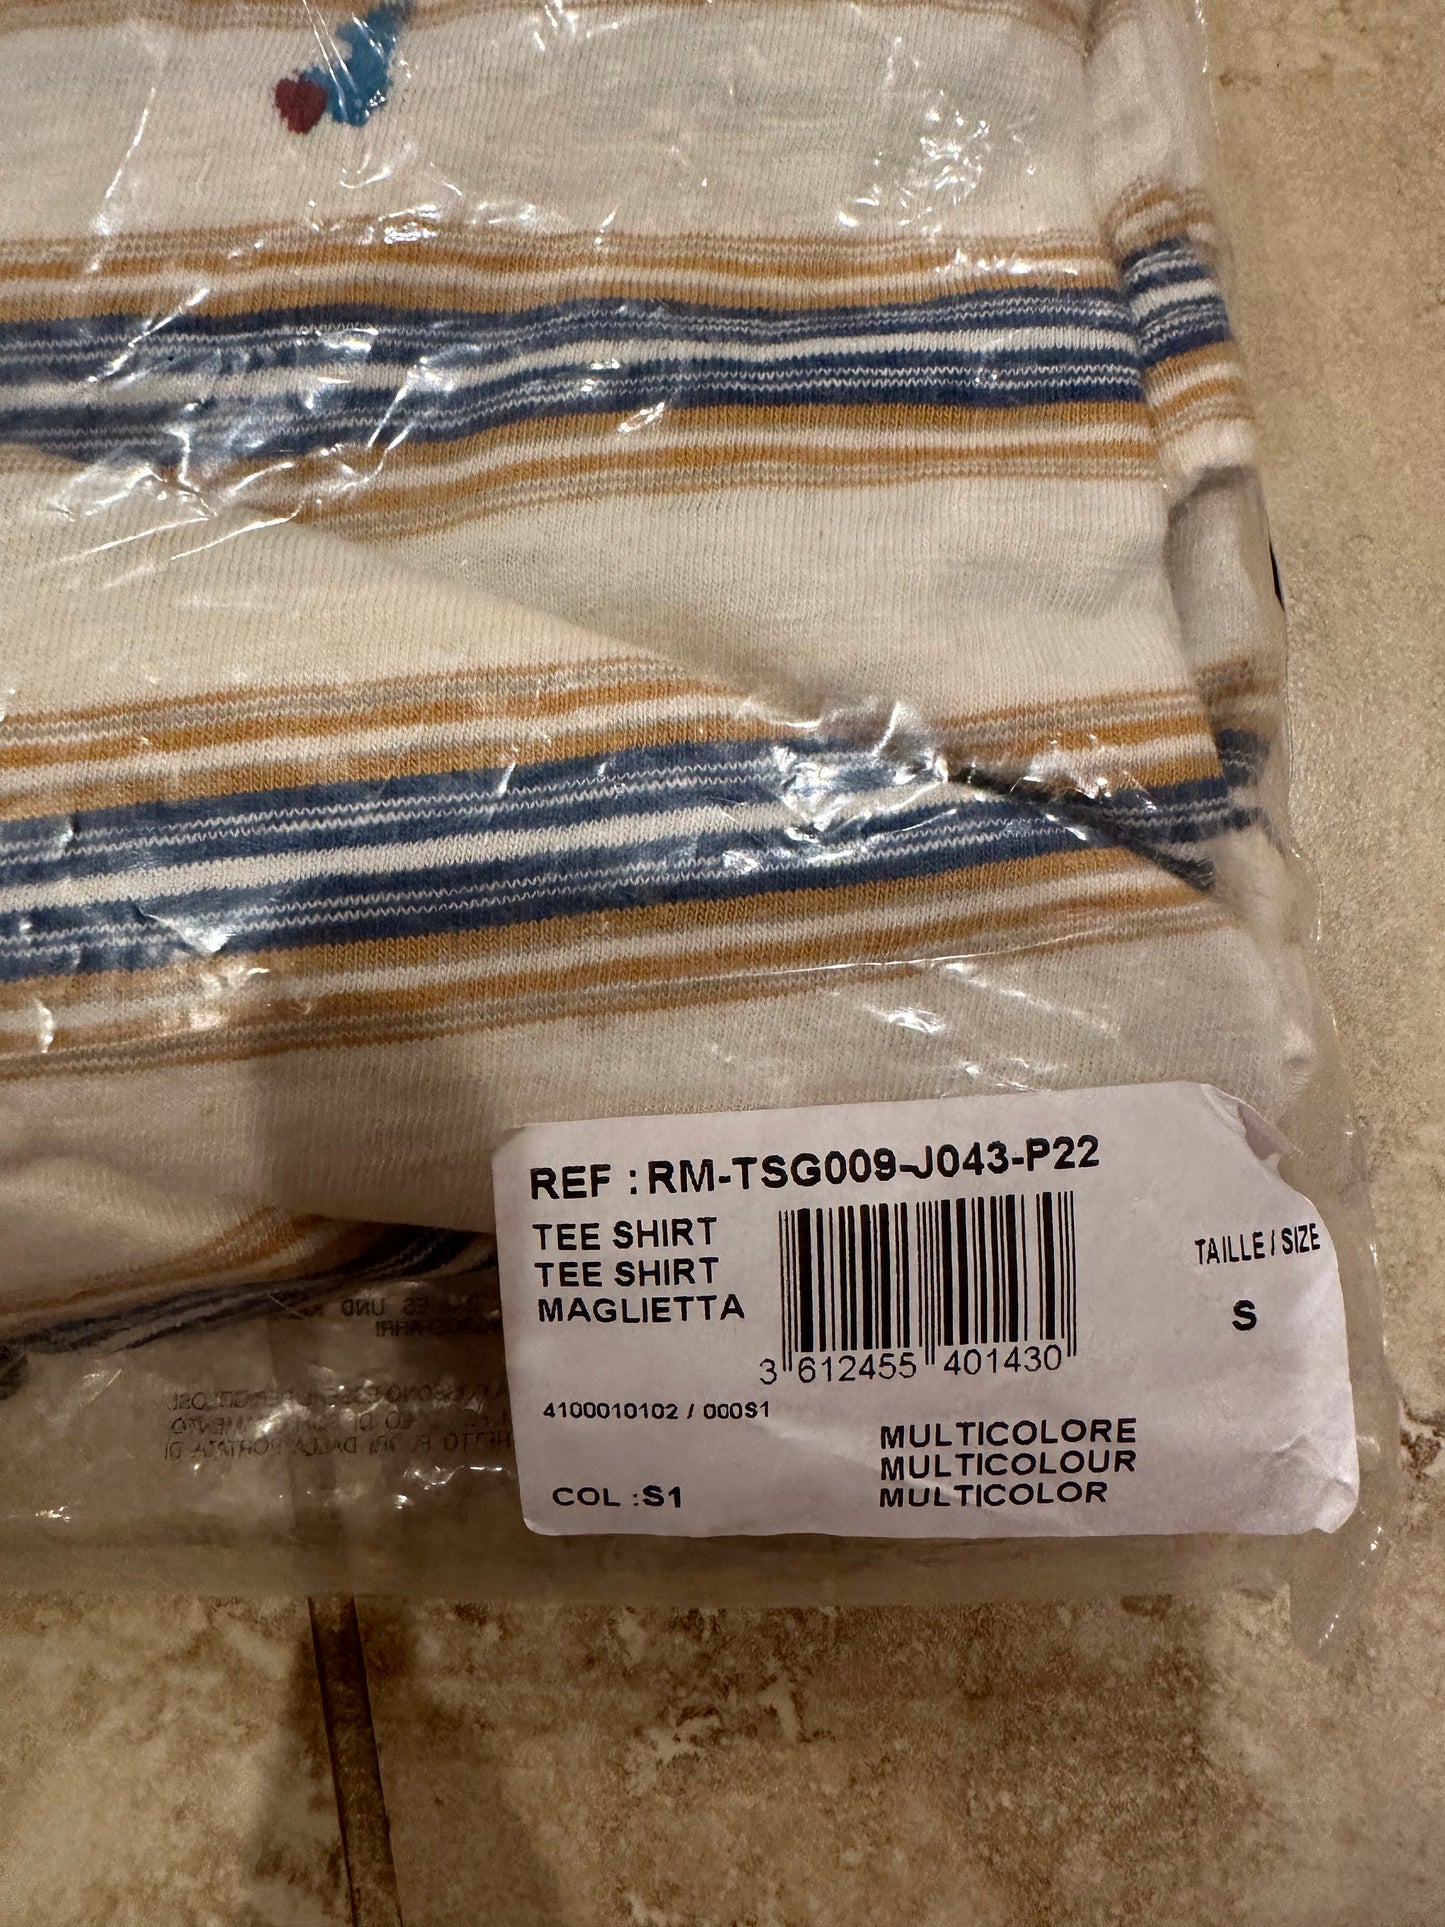 REF : RM-TSG009-J043-P22
TEE SHIRT
TEE SHIRT
MAGLIETTA
3 612455 401430
TAILLE / SIZE
S
4100010102 / 000S1
MULTICOLORE
MULTICOLOUR
MULTICOLOR
COL :S1
UND